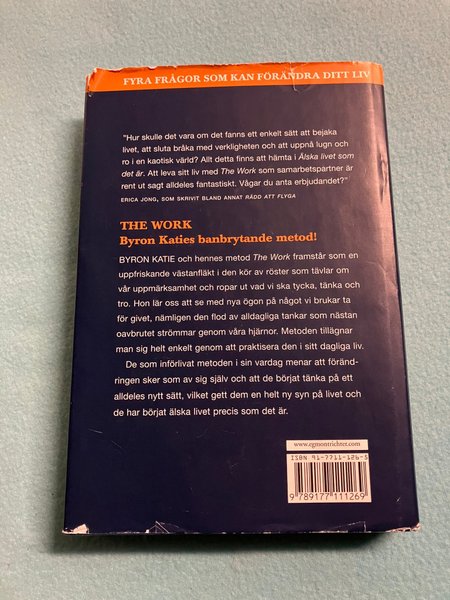 FYRA FRÅGOR SOM KAN FÖRÄNDRA DITT LIV
"Hur skulle det vara om det fanns ett enkelt sätt att bejaka
livet, att sluta bråka med verkligheten och att uppnå lugn och
ro i en kaotisk värld? Allt detta finns att hämta i Älska livet som
det är. Att leva sitt liv med The Work som samarbetspartner är
rent ut sagt alldeles fantastiskt. Vågar du anta erbjudandet?"
ERICA JONG, SOM SKRIVIT BLAND ANNAT RÄDD ATT FLYGA
THE WORK
Byron Katies banbrytande metod!
BYRON KATIE och hennes metod The Work framstår som en
uppfriskande västanfläkt i den kör av röster som tävlar om
vår uppmärksamhet och ropar ut vad vi ska tycka, tänka och
tro. Hon lär oss att se med nya ögon på något vi brukar ta
för givet, nämligen den flod av alldagliga tankar som nästan
oavbrutet strömmar genom våra hjärnor. Metoden tillägnar
man sig helt enkelt genom att praktisera den i sitt dagliga liv.
De som införlivat metoden i sin vardag menar att föränd-
ringen sker som av sig själv och att de börjat tänka på ett
alldeles nytt sätt, vilket gett dem en helt ny syn på livet och
de har börjat älska livet precis som det är.
www.egmontrichter.com
ISBN 91-7711-126-5
9 789177 111269